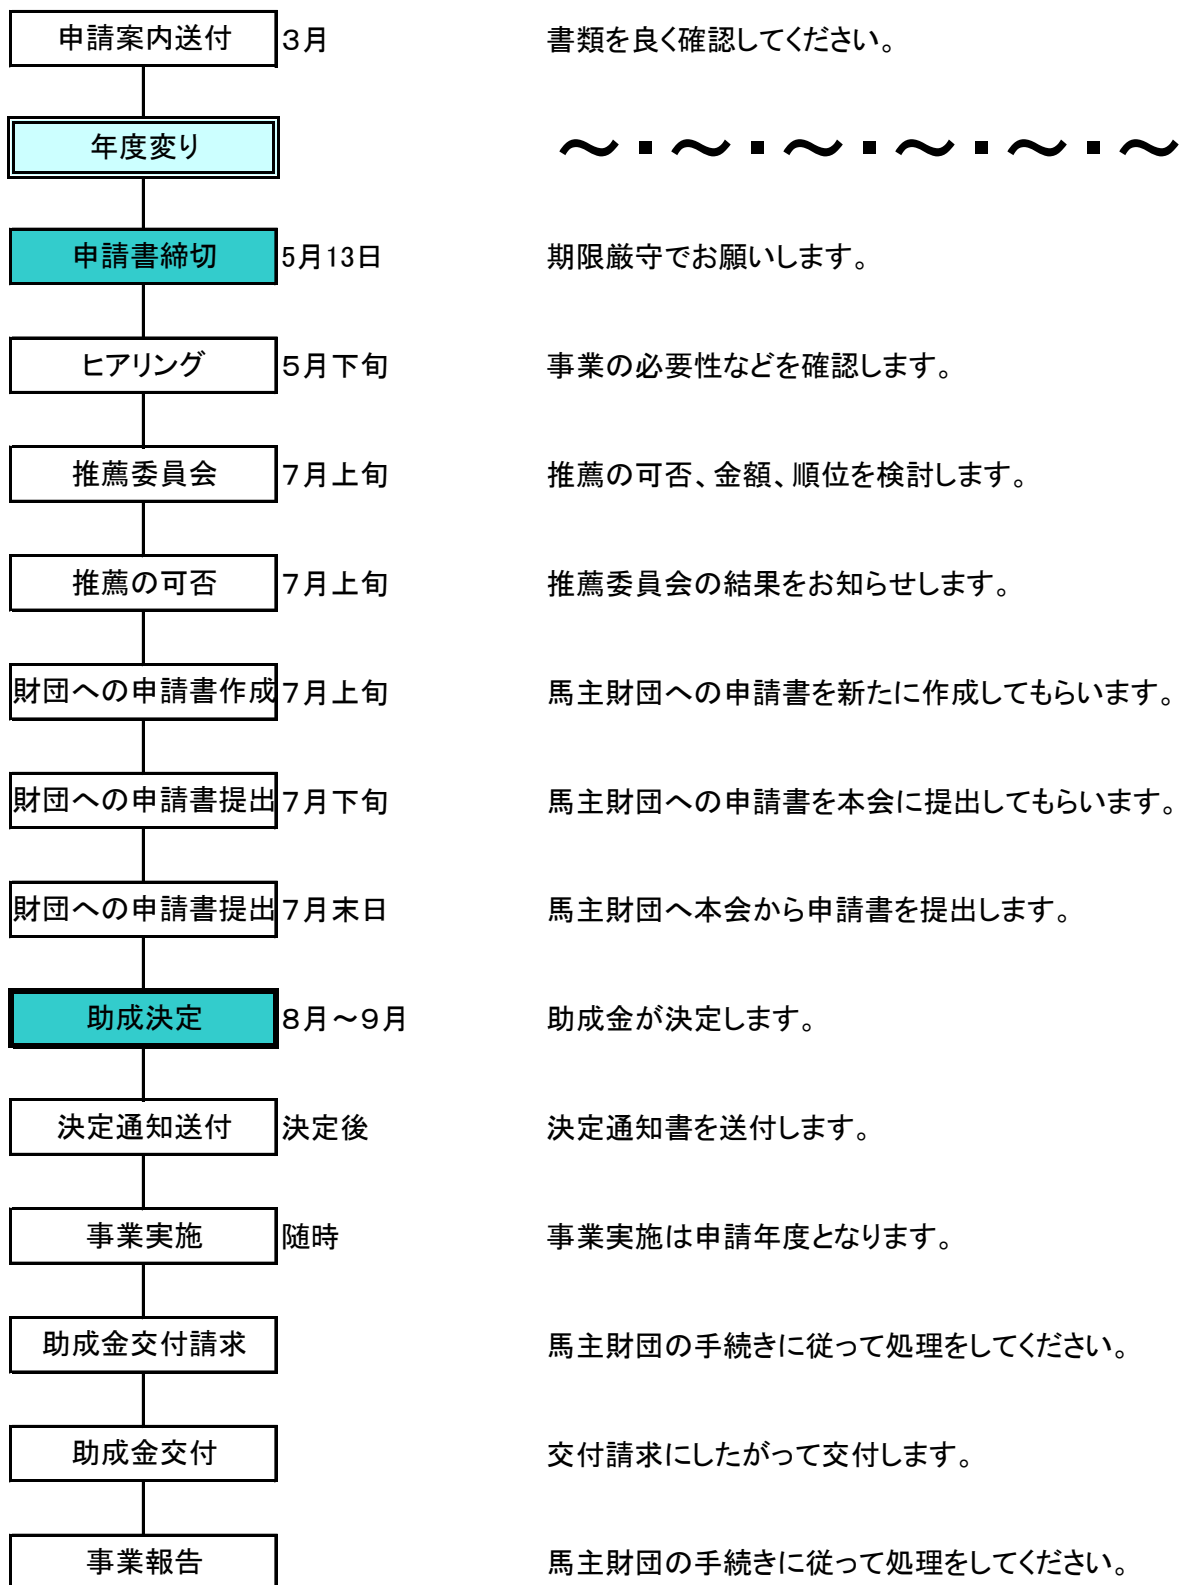 申請案内送付 3月 書類を良く確認してください。
年度変り ～・～・～・～・～・～
申請書締切 5月13日 期限厳守でお願いします。
ヒアリング 5月下旬 事業の必要性などを確認します。
推薦委員会 7月上旬 推薦の可否、金額、順位を検討します。
推薦の可否 7月上旬 推薦委員会の結果をお知らせします。
財団への申請書作成 7月上旬 馬主財団への申請書を新たに作成してもらいます。
財団への申請書提出 7月下旬 馬主財団への申請書を本会に提出してもらいます。
財団への申請書提出 7月末日 馬主財団へ本会から申請書を提出します。
助成決定 8月～9月 助成金が決定します。
決定通知送付 決定後 決定通知書を送付します。
事業実施 随時 事業実施は申請年度となります。
助成金交付請求 馬主財団の手続きに従って処理をしてください。
助成金交付 交付請求にしたがって交付します。
事業報告 馬主財団の手続きに従って処理をしてください。